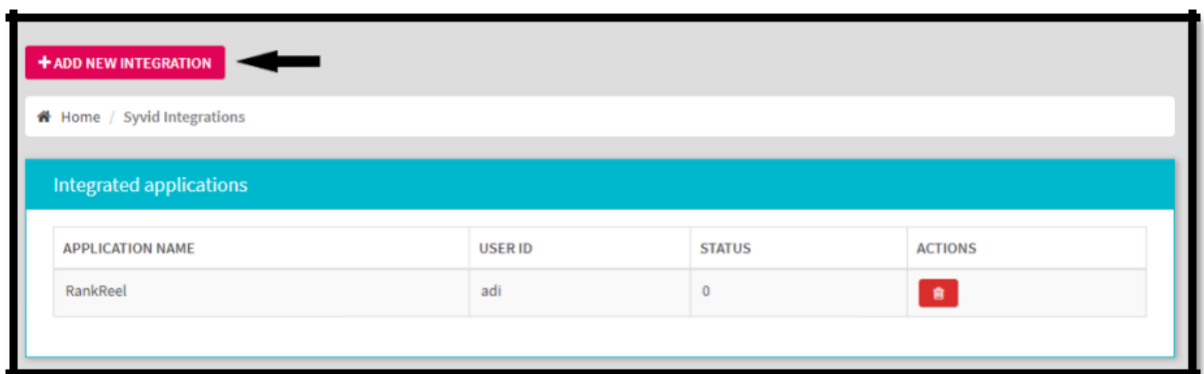 + ADD NEW INTEGRATION
Home / Syvid Integrations
Integrated applications
APPLICATION NAME USER ID STATUS ACTIONS
RankReel adi 0